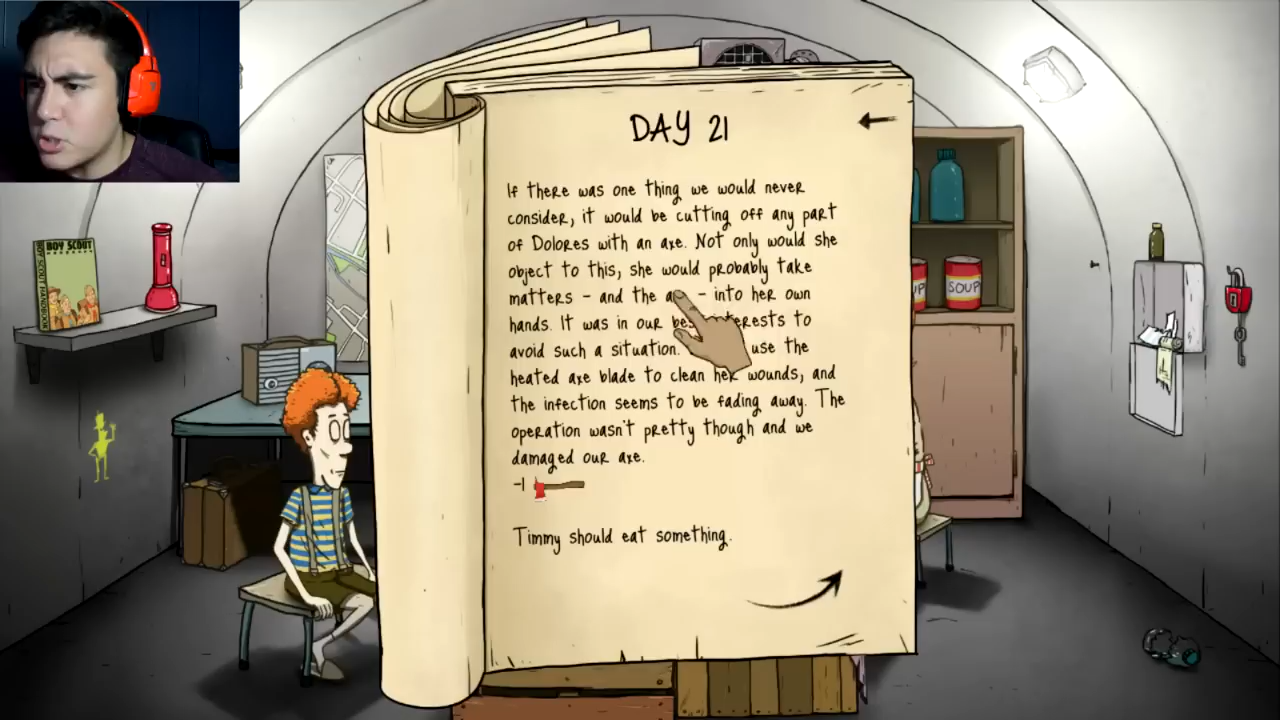 DAY 21
If there was one thing we would never
consider, it would be cutting off any part
of Dolores with an axe. Not only would she
object to this, she would probably take
matters - and the - into her own
hands. It was in our to
avoid such a situation. use the
heated axe blade to clean her wounds, and
the infection seems to be fading away. The
operation wasn't pretty though and we
damaged our axe.
-1
Timmy should eat something.
BOY SCOUT
BOY SCOUT HANDBOOK
SOUP